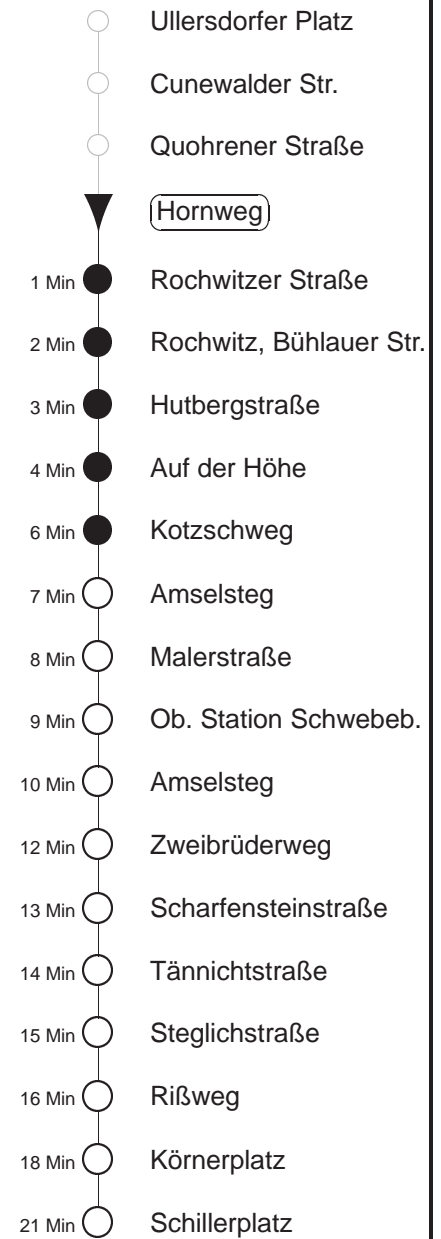 Ullersdorfer Platz
Cunewalder Str.
Quohrener Straße
Hornweg
1 Min Rochwitzer Straße
2 Min Rochwitz, Bühlauer Str.
3 Min Hutbergstraße
4 Min Auf der Höhe
6 Min Kotzschweg
7 Min Amselsteg
8 Min Malerstraße
9 Min Ob. Station Schwebeb.
10 Min Amselsteg
12 Min Zweibrüderweg
13 Min Scharfensteinstraße
14 Min Tännichtstraße
15 Min Steglichstraße
16 Min Rißweg
18 Min Körnerplatz
21 Min Schillerplatz